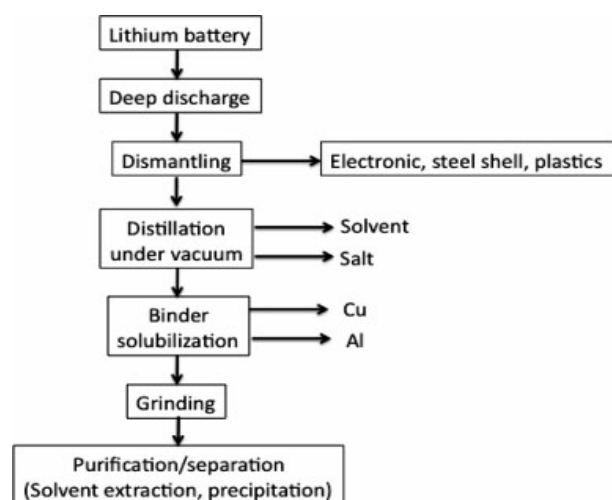 Lithium battery
Deep discharge
Dismantling
Electronic, steel shell, plastics
Distillation
under vacuum
Solvent
Salt
Binder
solubilization
Cu
Al
Grinding
Purification/separation
(Solvent extraction, precipitation)